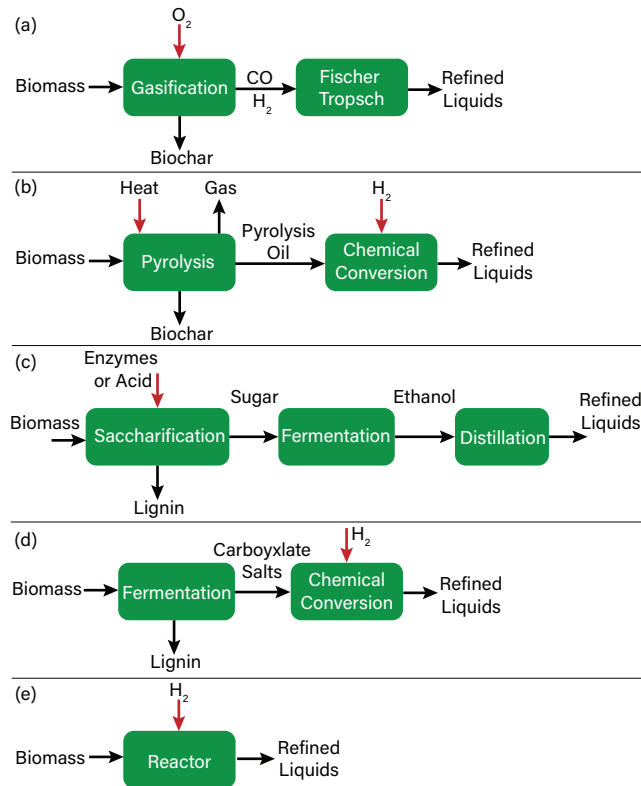 (a)
O2
Biomass
Gasification
CO
H2
Fischer
Tropsch
Refined
Liquids
Biochar
(b)
Heat
Gas
H2
Biomass
Pyrolysis
Pyrolysis
Oil
Chemical
Conversion
Refined
Liquids
Biochar
(c)
Enzymes
or Acid
Biomass
Saccharification
Sugar
Fermentation
Ethanol
Distillation
Refined
Liquids
Lignin
(d)
H2
Biomass
Fermentation
Carboyxlate
Salts
Chemical
Conversion
Refined
Liquids
Lignin
(e)
H2
Biomass
Reactor
Refined
Liquids